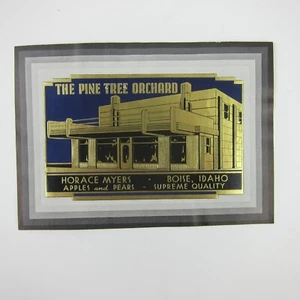 THE PINE TREE ORCHARD
HORACE MYERS · BOISE, IDAHO
APPLES and PEARS · SUPREME QUALITY